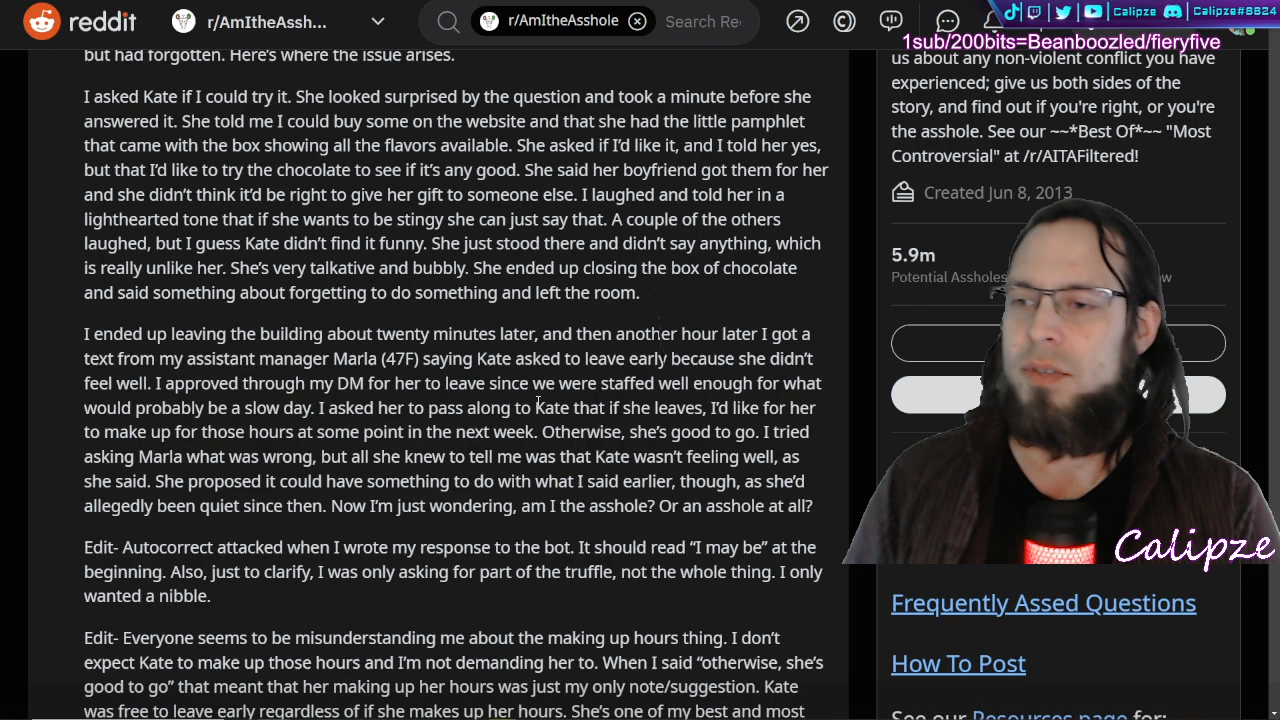 reddit
r/AmItheAssh...
r/AmItheAsshole
Search Re
Calipze
Calipze#8824
1sub/200bits=Beanboozled/fieryfive
but had forgotten. Here's where the issue arises.
I asked Kate if I could try it. She looked surprised by the question and took a minute before she
answered it. She told me I could buy some on the website and that she had the little pamphlet
that came with the box showing all the flavors available. She asked if I'd like it, and I told her yes,
but that I'd like to try the chocolate to see if it's any good. She said her boyfriend got them for her
and she didn't think it'd be right to give her gift to someone else. I laughed and told her in a
lighthearted tone that if she wants to be stingy she can just say that. A couple of the others
laughed, but I guess Kate didn't find it funny. She just stood there and didn't say anything, which
is really unlike her. She's very talkative and bubbly. She ended up closing the box of chocolate
and said something about forgetting to do something and left the room.
I ended up leaving the building about twenty minutes later, and then another hour later I got a
text from my assistant manager Marla (47F) saying Kate asked to leave early because she didn't
feel well. I approved through my DM for her to leave since we were staffed well enough for what
would probably be a slow day. I asked her to pass along to Kate that if she leaves, I'd like for her
to make up for those hours at some point in the next week. Otherwise, she's good to go. I tried
asking Marla what was wrong, but all she knew to tell me was that Kate wasn't feeling well, as
she said. She proposed it could have something to do with what I said earlier, though, as she'd
allegedly been quiet since then. Now I'm just wondering, am I the asshole? Or an asshole at all?
Edit- Autocorrect attacked when I wrote my response to the bot. It should read “I may be” at the
beginning. Also, just to clarify, I was only asking for part of the truffle, not the whole thing. I only
wanted a nibble.
Edit- Everyone seems to be misunderstanding me about the making up hours thing. I don't
expect Kate to make up those hours and I'm not demanding her to. When I said “otherwise, she's
good to go” that meant that her making up her hours was just my only note/suggestion. Kate
was free to leave early regardless of if she makes up her hours. She's one of my best and most
us about any non-violent conflict you have
experienced; give us both sides of the
story, and find out if you're right, or you're
the asshole. See our ~~*Best Of*~~ "Most
Controversial" at /r/AITAFiltered!
Created Jun 8, 2013
5.9m
Potential Assholes
Calipze
Frequently Assed Questions
How To Post
See our Resources page for: